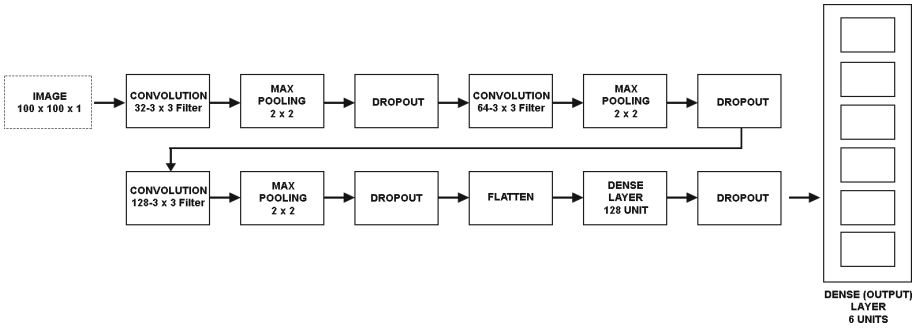 IMAGE
100 x 100 x 1
CONVOLUTION
32-3 x 3 Filter
MAX
POOLING
2 x 2
DROPOUT
CONVOLUTION
64-3 x 3 Filter
MAX
POOLING
2 x 2
DROPOUT
CONVOLUTION
128-3 x 3 Filter
MAX
POOLING
2 x 2
DROPOUT
FLATTEN
DENSE
LAYER
128 UNIT
DROPOUT
DENSE (OUTPUT)
LAYER
6 UNITS